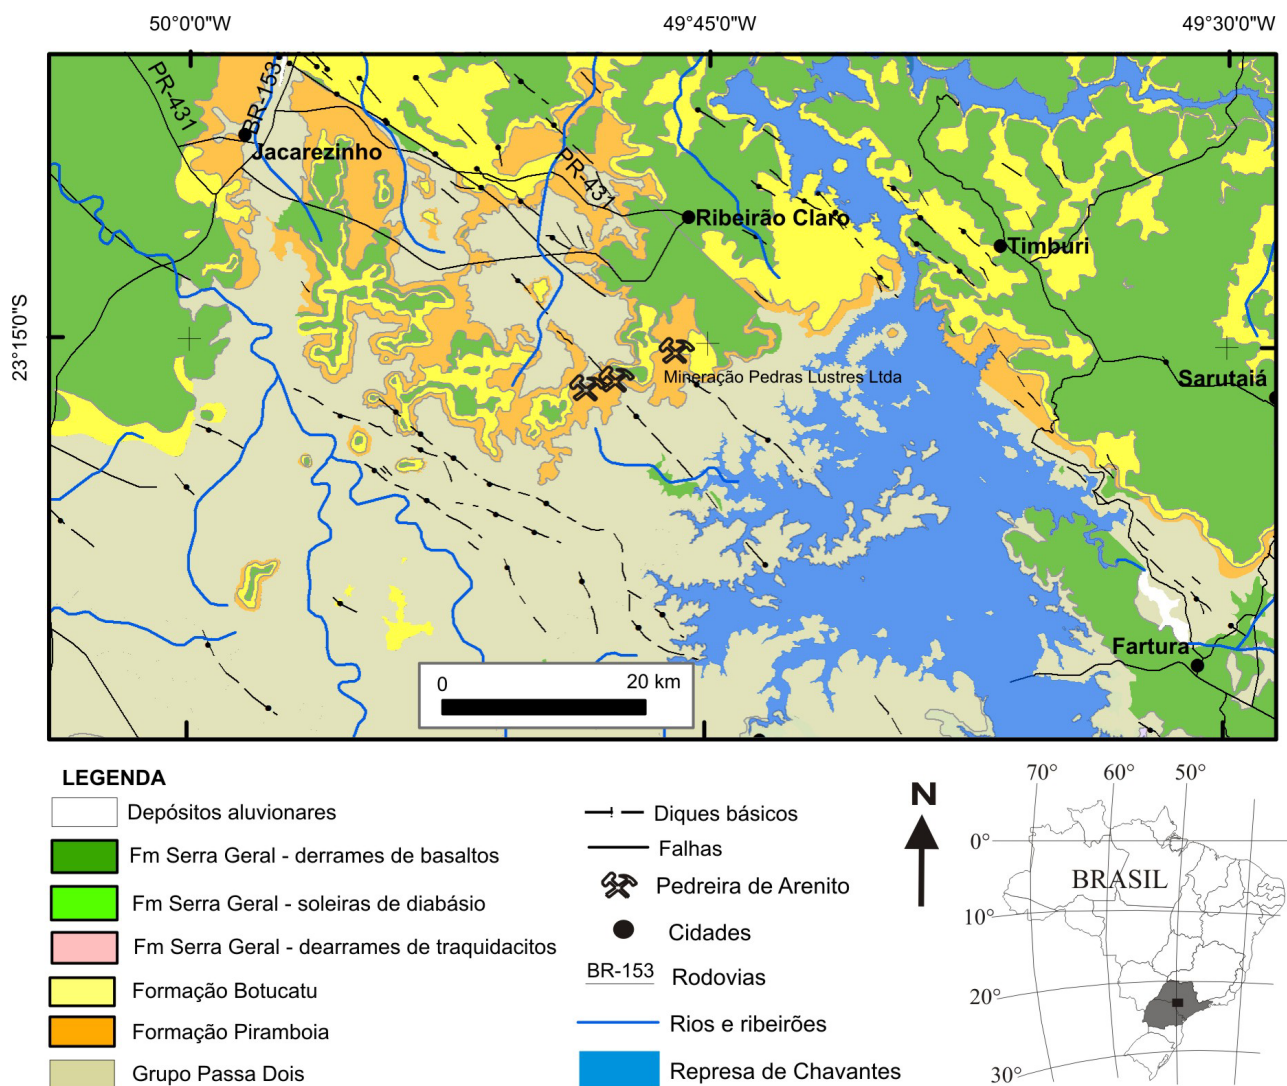 50°0'0"W
49°45'0"W
49°30'0"W
23°15'0"S
PR-431
BR-153
Jacarezinho
PR-431
Ribeirão Claro
Timburi
Mineração Pedras Lustres Ltda
Sarutaiá
Fartura
0 20 km
LEGENDA
Depósitos aluvionares
Fm Serra Geral - derrames de basaltos
Fm Serra Geral - soleiras de diabásio
Fm Serra Geral - dearrames de traquidacitos
Formação Botucatu
Formação Piramboia
Grupo Passa Dois
Diques básicos
Falhas
Pedreira de Arenito
Cidades
BR-153 Rodovias
Rios e ribeirões
Represa de Chavantes
N
70° 60° 50°
0°
BRASIL
10°
20°
30°